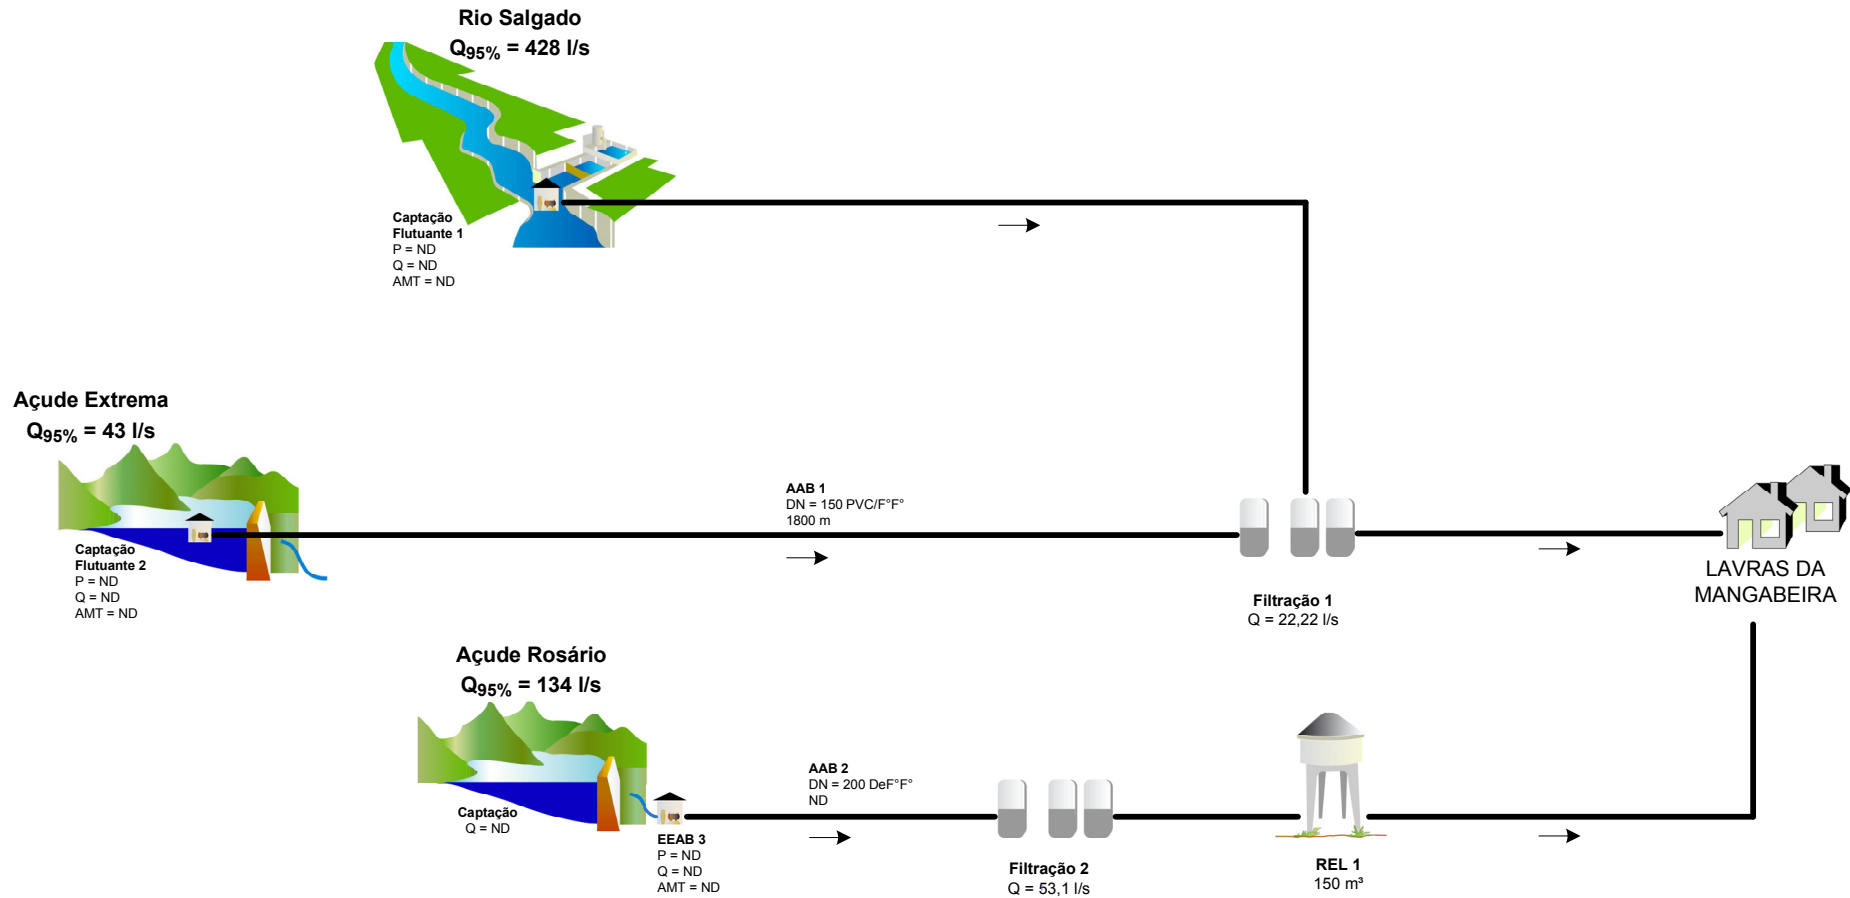 Rio Salgado
Q95% = 428 l/s
Captação
Flutuante 1
P = ND
Q = ND
AMT = ND
Açude Extrema
Q95% = 43 l/s
Captação
Flutuante 2
P = ND
Q = ND
AMT = ND
AAB 1
DN = 150 PVC/F°F°
1800 m
Filtração 1
Q = 22,22 l/s
LAVRAS DA
MANGABEIRA
Açude Rosário
Q95% = 134 l/s
Captação
Q = ND
EEAB 3
P = ND
Q = ND
AMT = ND
AAB 2
DN = 200 DeF°F°
ND
Filtração 2
Q = 53,1 l/s
REL 1
150 m³